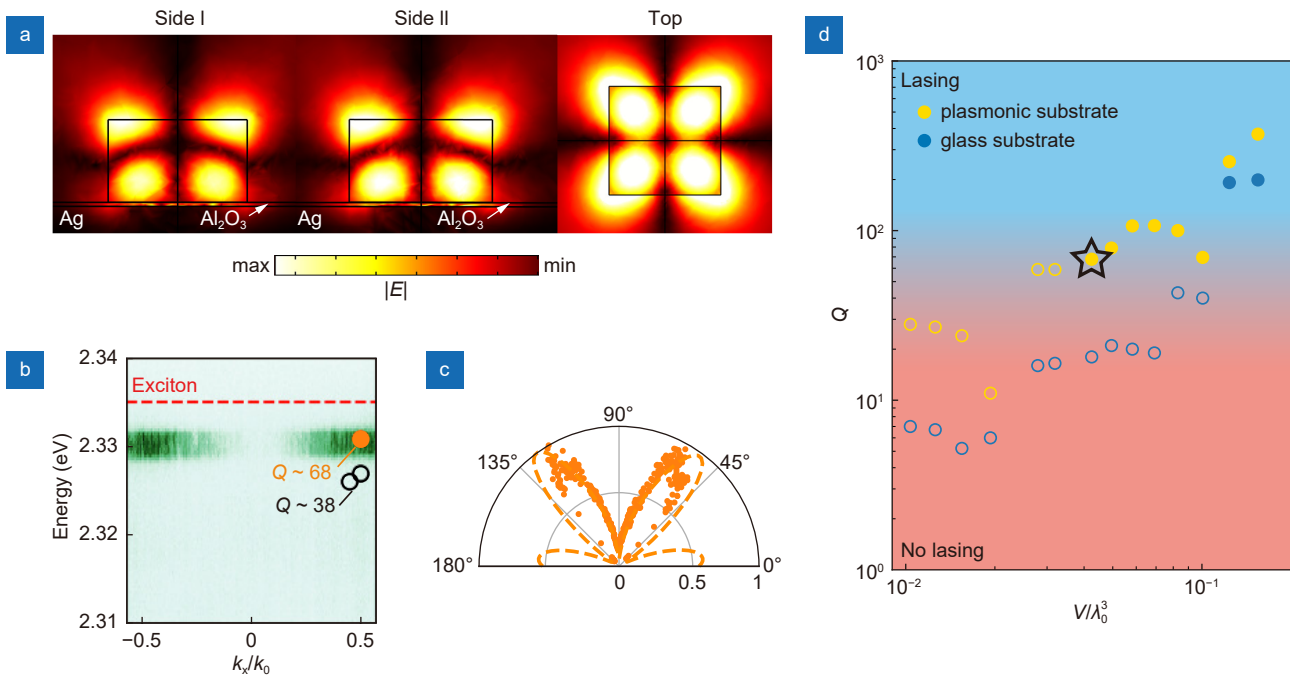 a
Side I
Side II
Top
Ag
Al₂O₃
Ag
Al₂O₃
max
min
|E|
b
2.34
2.33
2.32
2.31
Energy (eV)
Exciton
Q ~ 68
Q ~ 38
−0.5
0
0.5
kₓ/k₀
c
90°
135°
45°
180°
0°
0
0.5
1
d
10³
10²
10¹
10⁰
Q
Lasing
plasmonic substrate
glass substrate
No lasing
10⁻²
10⁻¹
V/λ₀³